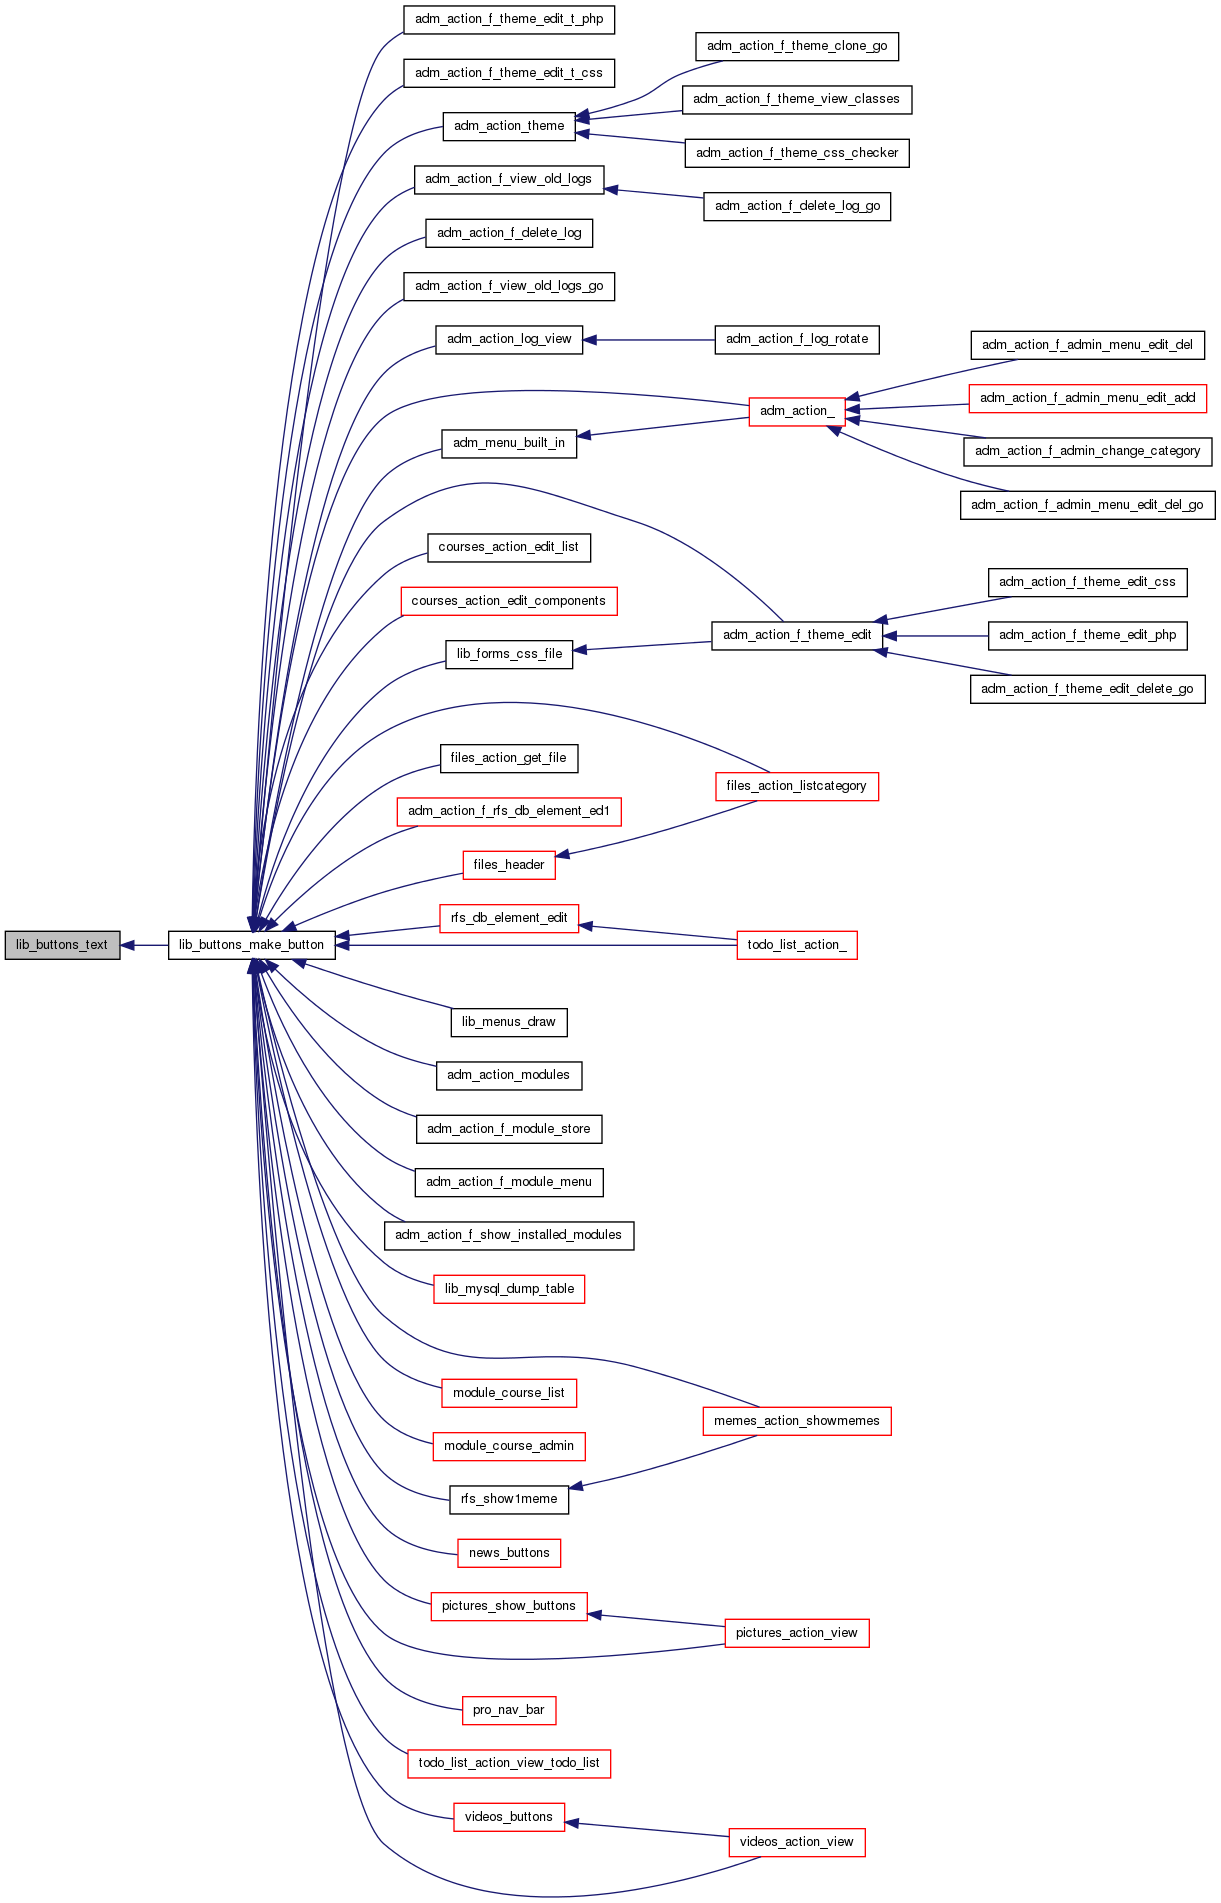 adm_action_f_theme_edit_t_php
adm_action_f_theme_clone_go
adm_action_f_theme_edit_t_css
adm_action_f_theme_view_classes
adm_action_theme
adm_action_f_theme_css_checker
adm_action_f_view_old_logs
adm_action_f_delete_log_go
adm_action_f_delete_log
adm_action_f_view_old_logs_go
adm_action_log_view
adm_action_f_log_rotate
adm_action_f_admin_menu_edit_del
adm_action_f_admin_menu_edit_add
adm_action_
adm_menu_built_in
adm_action_f_admin_change_category
adm_action_f_admin_menu_edit_del_go
courses_action_edit_list
adm_action_f_theme_edit_css
courses_action_edit_components
adm_action_f_theme_edit
adm_action_f_theme_edit_php
lib_forms_css_file
adm_action_f_theme_edit_delete_go
files_action_get_file
files_action_listcategory
adm_action_f_rfs_db_element_ed1
files_header
rfs_db_element_edit
lib_buttons_text
lib_buttons_make_button
todo_list_action_
lib_menus_draw
adm_action_modules
adm_action_f_module_store
adm_action_f_module_menu
adm_action_f_show_installed_modules
lib_mysql_dump_table
module_course_list
memes_action_showmemes
module_course_admin
rfs_show1meme
news_buttons
pictures_show_buttons
pictures_action_view
pro_nav_bar
todo_list_action_view_todo_list
videos_buttons
videos_action_view